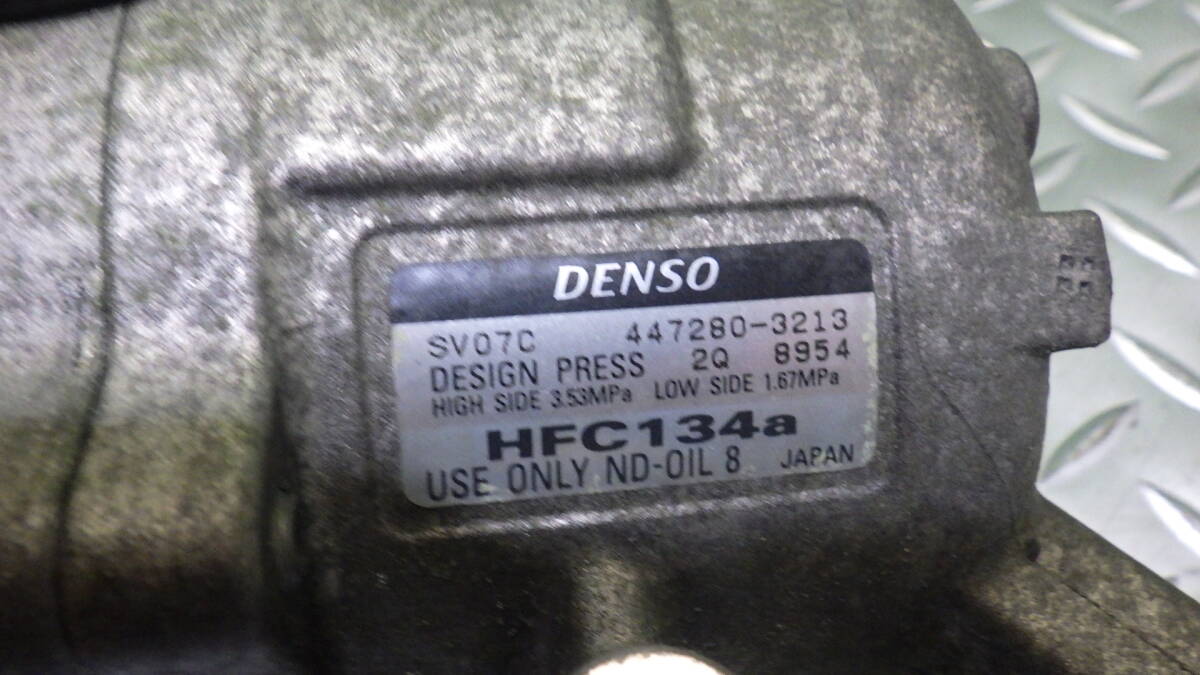 DENSO
SV07C 447280-3213
DESIGN PRESS 2Q 8954
HIGH SIDE 3.53MPa LOW SIDE 1.67MPa
HFC134a
USE ONLY ND-OIL 8 JAPAN